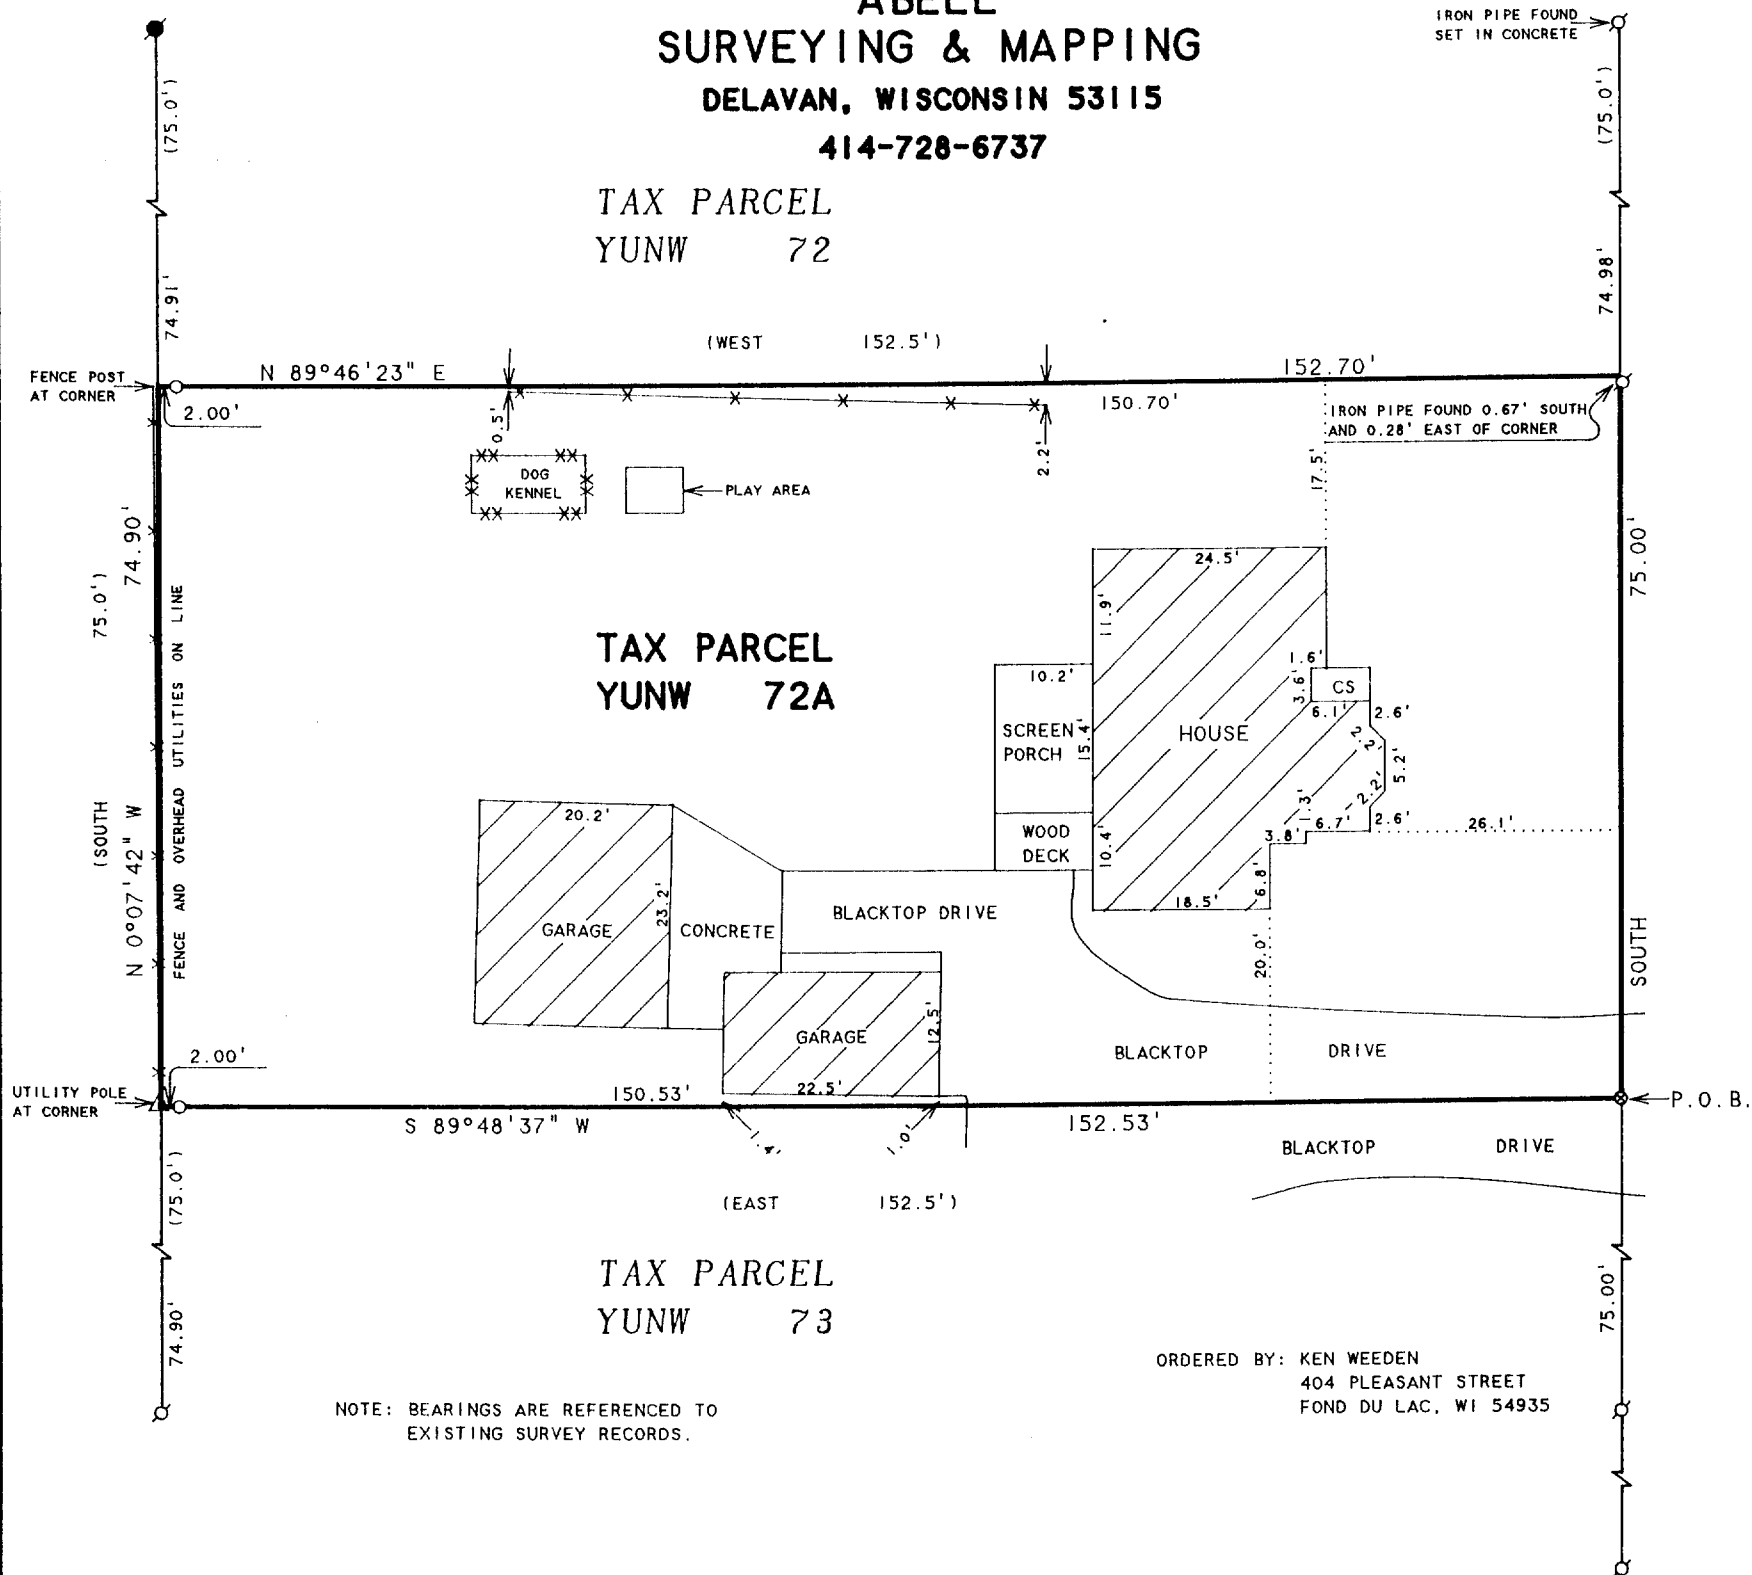 ABELL
SURVEYING & MAPPING
DELAVAN, WISCONSIN 53115
414-728-6737
IRON PIPE FOUND
SET IN CONCRETE
(75.0')
(75.0')
TAX PARCEL
YUNW 72
74.91'
74.98'
(WEST 152.5')
FENCE POST
AT CORNER
N 89°46'23" E
152.70'
2.00'
0.5'
150.70'
2.2'
IRON PIPE FOUND 0.67' SOUTH
AND 0.28' EAST OF CORNER
17.5'
DOG
KENNEL
PLAY AREA
74.90'
75.00'
(SOUTH 75.0')
N 0°07'42" W
FENCE AND OVERHEAD UTILITIES ON LINE
TAX PARCEL
YUNW 72A
24.5'
11.9'
1.6'
3.6'
CS
6.1'
2.6'
10.2'
SCREEN
PORCH
15.4'
HOUSE
2.2'
5.2'
2.2'
1.3'
6.7'
2.6'
26.1'
3.8'
WOOD
DECK
10.4'
6.8'
18.5'
20.2'
23.2'
GARAGE
CONCRETE
BLACKTOP DRIVE
20.0'
SOUTH
GARAGE
12.5'
22.5'
BLACKTOP DRIVE
2.00'
UTILITY POLE
AT CORNER
150.53'
P.O.B.
S 89°48'37" W
152.53'
1.4'
1.0'
BLACKTOP DRIVE
(75.0')
(EAST 152.5')
TAX PARCEL
YUNW 73
74.90'
75.00'
ORDERED BY: KEN WEEDEN
404 PLEASANT STREET
FOND DU LAC, WI 54935
NOTE: BEARINGS ARE REFERENCED TO
EXISTING SURVEY RECORDS.